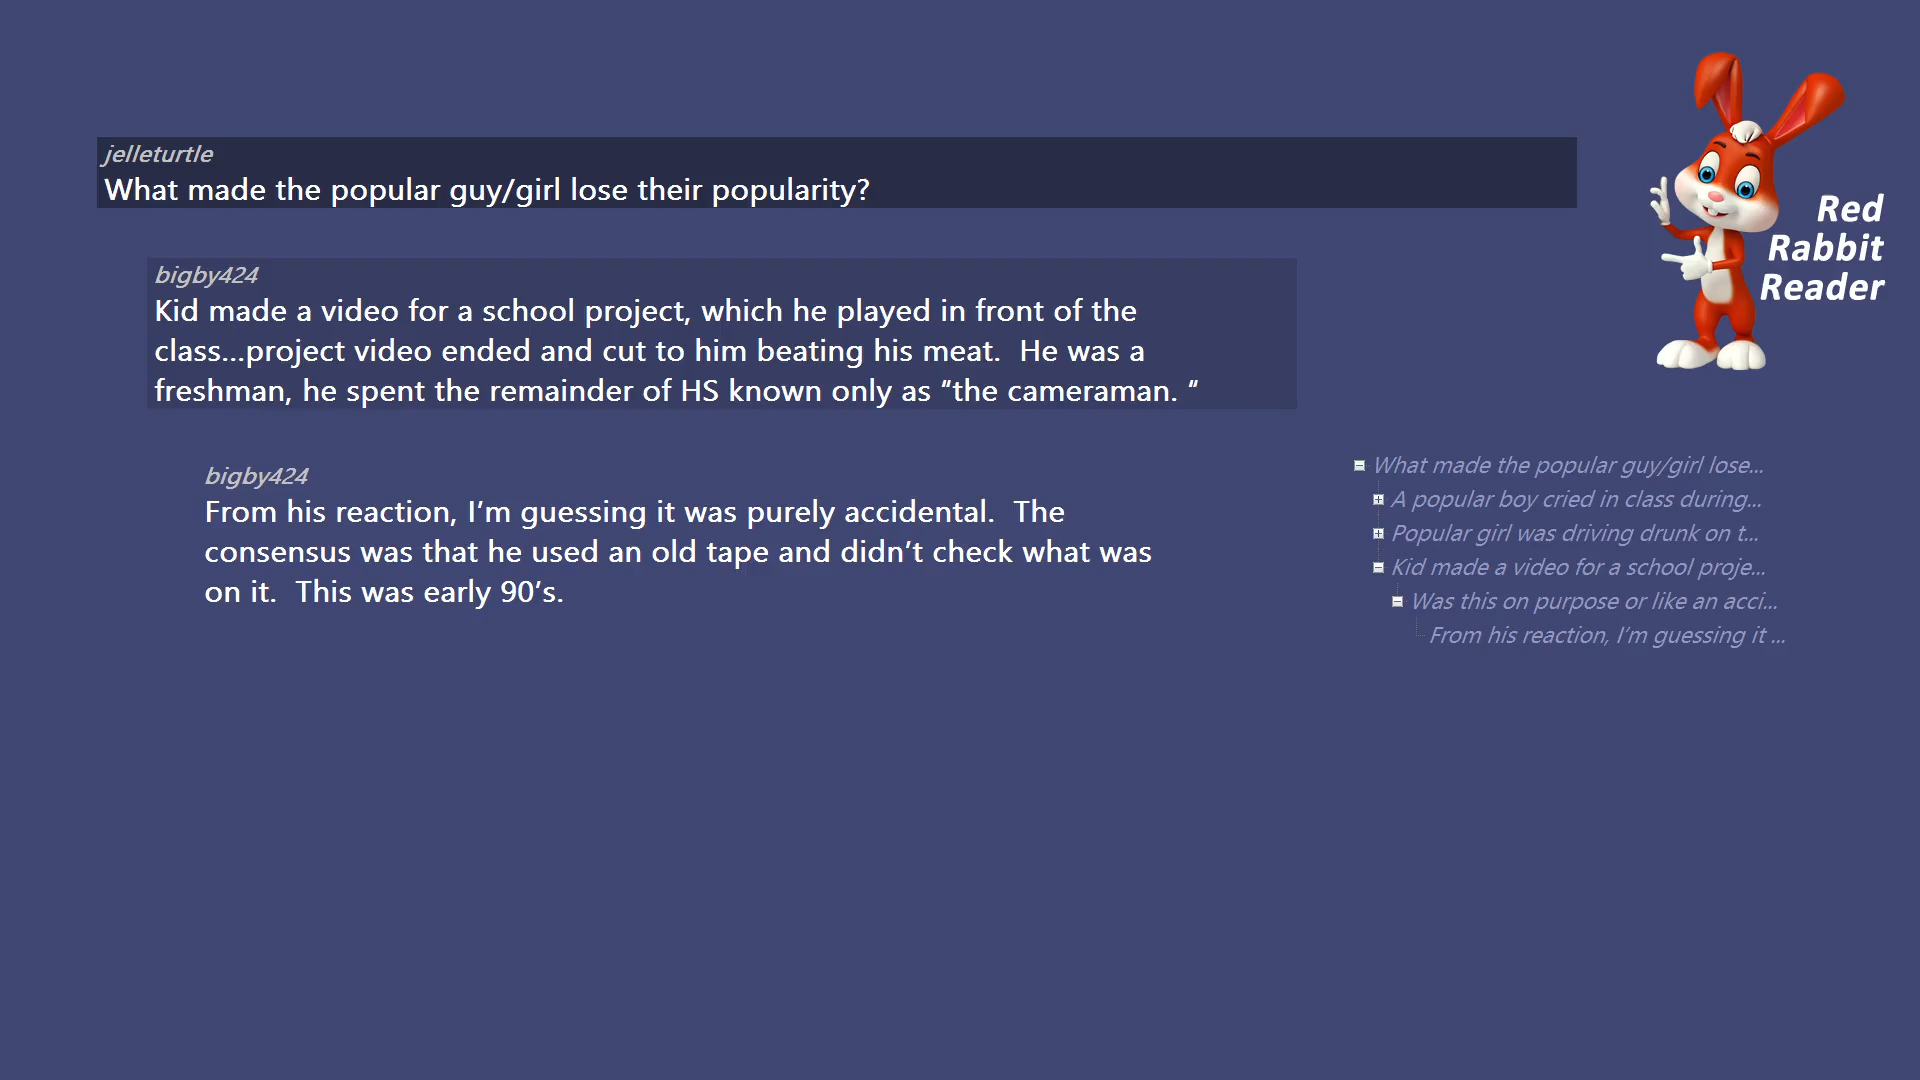 jelleturtle
What made the popular guy/girl lose their popularity?
bigby424
Kid made a video for a school project, which he played in front of the
class...project video ended and cut to him beating his meat.  He was a
freshman, he spent the remainder of HS known only as “the cameraman. “
bigby424
From his reaction, I’m guessing it was purely accidental.  The
consensus was that he used an old tape and didn’t check what was
on it.  This was early 90’s.
Red
Rabbit
Reader
What made the popular guy/girl lose...
A popular boy cried in class during...
Popular girl was driving drunk on t...
Kid made a video for a school proje...
Was this on purpose or like an acci...
From his reaction, I’m guessing it ...